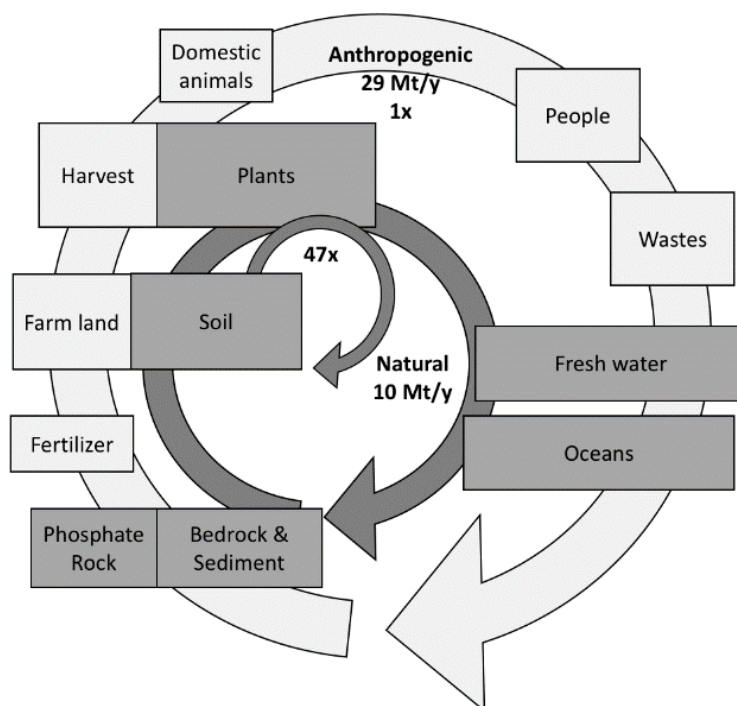 Domestic
animals
Anthropogenic
29 Mt/y
1x
People
Harvest
Plants
Wastes
47x
Farm land
Soil
Natural
10 Mt/y
Fresh water
Fertilizer
Oceans
Phosphate
Rock
Bedrock &
Sediment